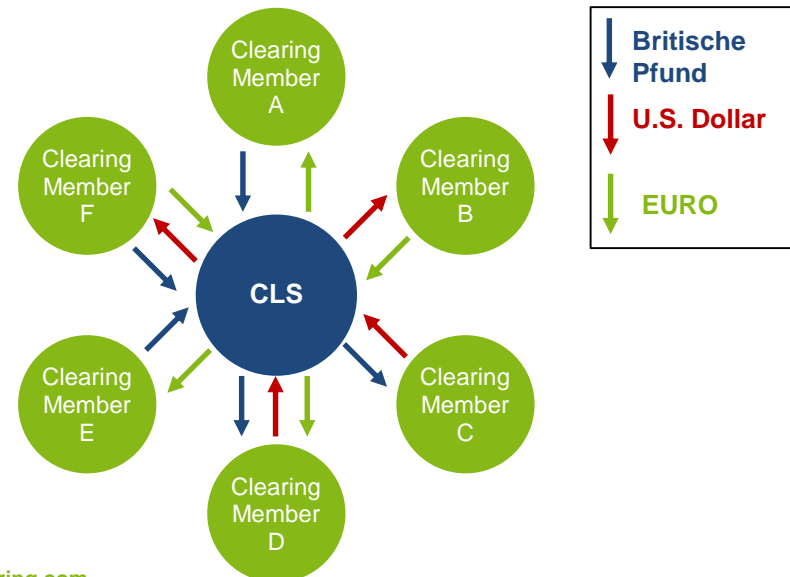 Clearing
Member
A
Clearing
Member
F
Clearing
Member
B
CLS
Clearing
Member
E
Clearing
Member
C
Clearing
Member
D
Britische
Pfund
U.S. Dollar
EURO